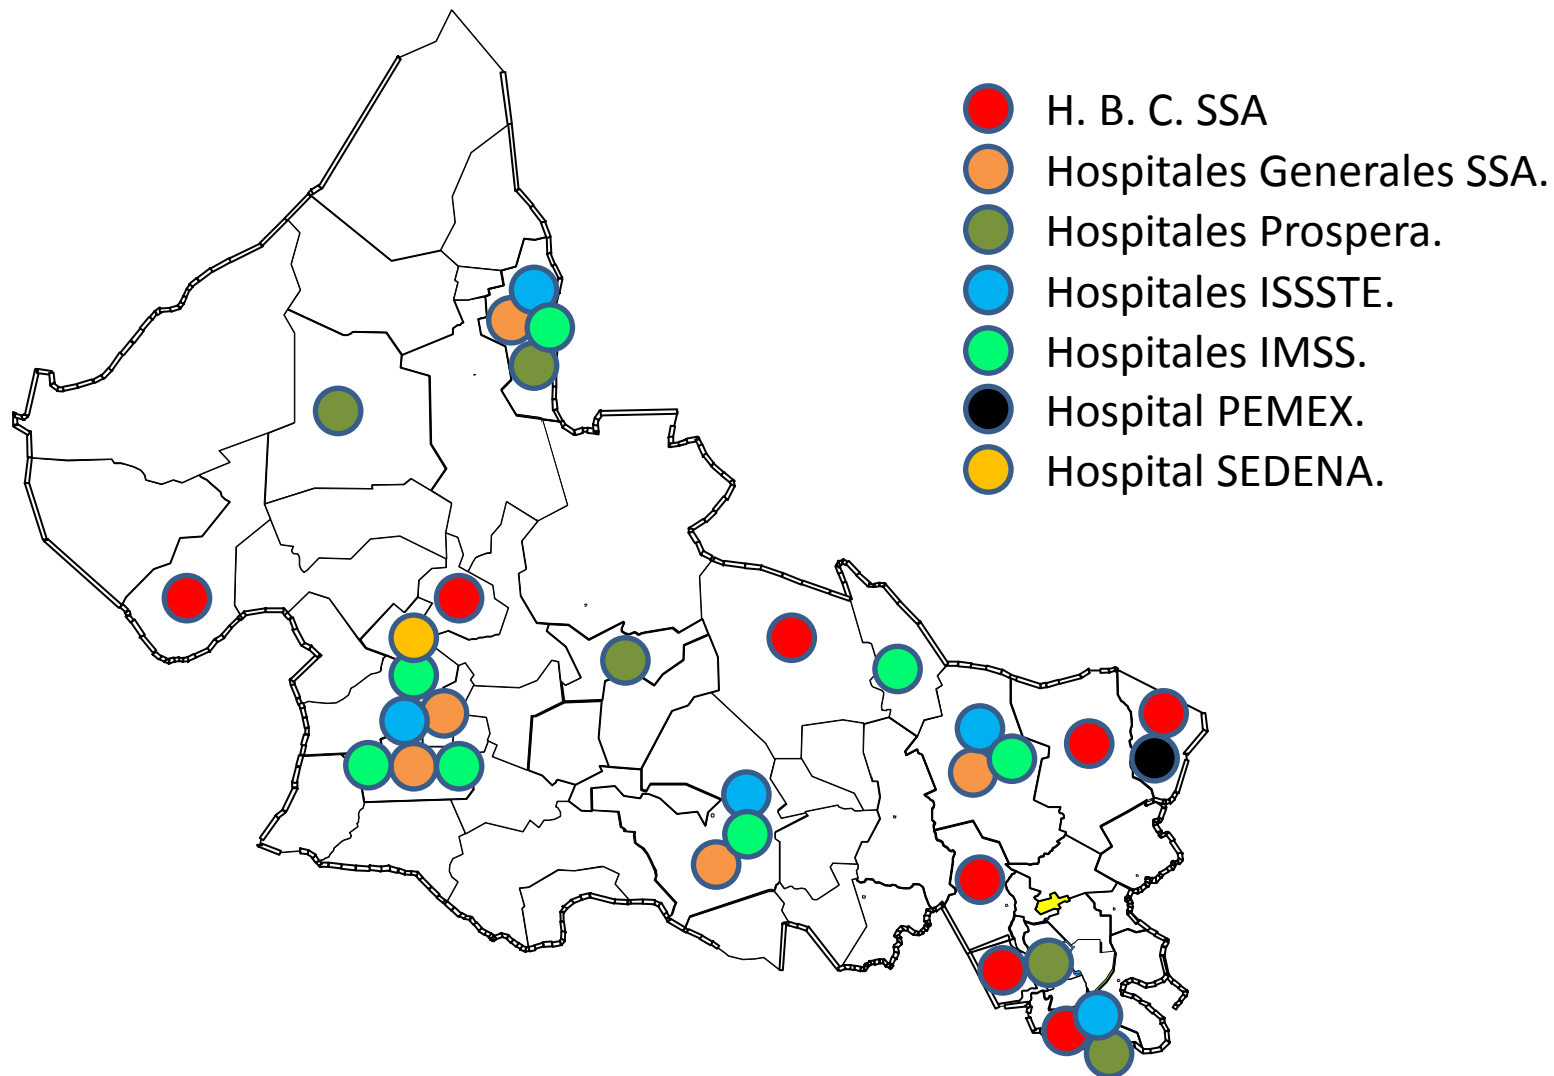 H. B. C. SSA
Hospitales Generales SSA.
Hospitales Prospera.
Hospitales ISSSTE.
Hospitales IMSS.
Hospital PEMEX.
Hospital SEDENA.